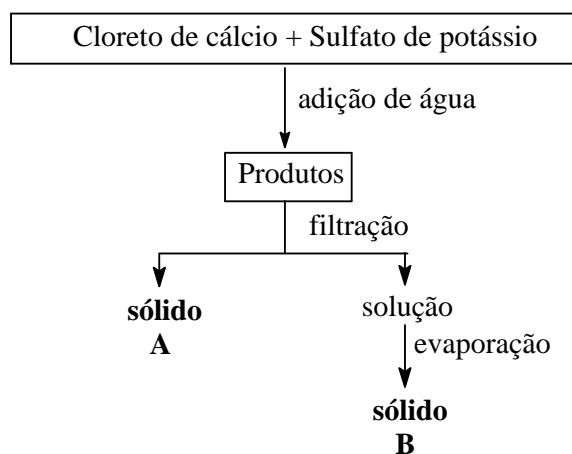 Cloreto de cálcio + Sulfato de potássio
adição de água
Produtos
filtração
sólido
A
solução
evaporação
sólido
B